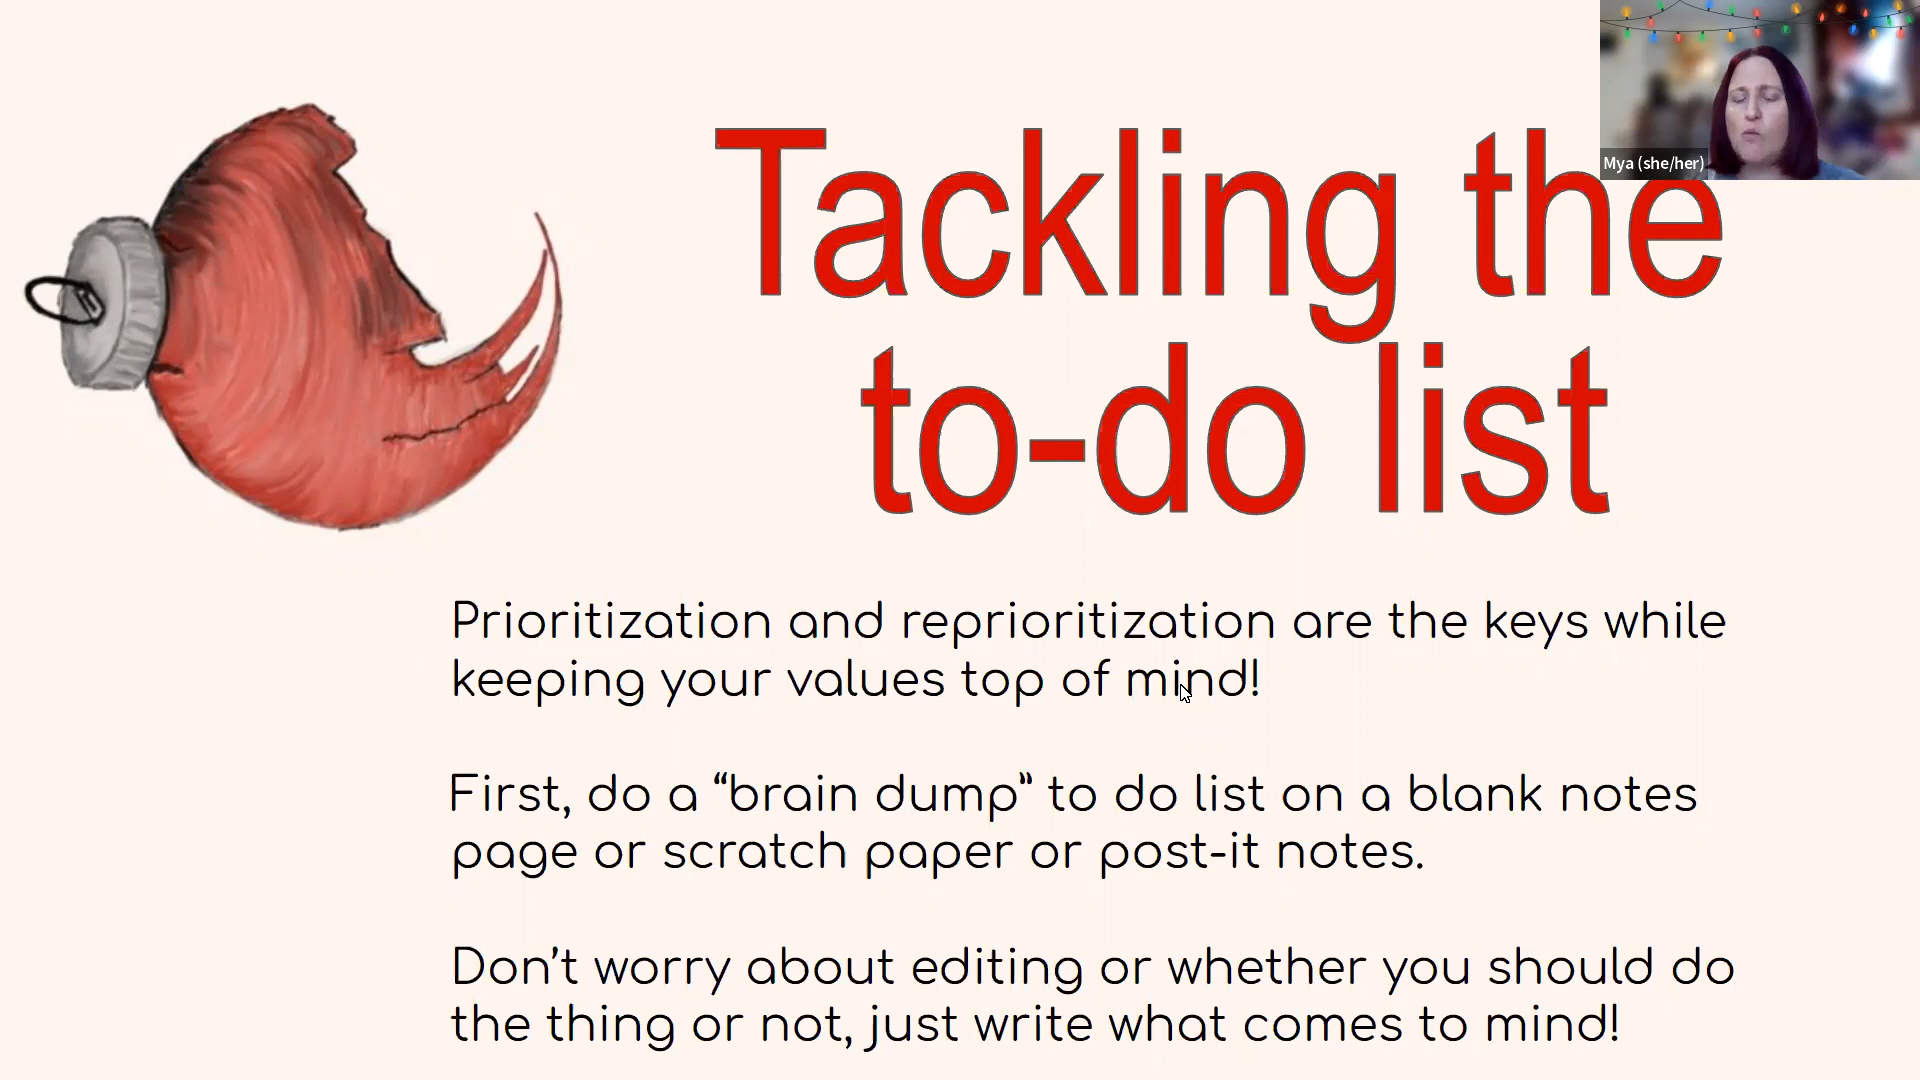 Mya (she/her)
Tackling the
to-do list
Prioritization and reprioritization are the keys while
keeping your values top of mind!
First, do a “brain dump” to do list on a blank notes
page or scratch paper or post-it notes.
Don’t worry about editing or whether you should do
the thing or not, just write what comes to mind!